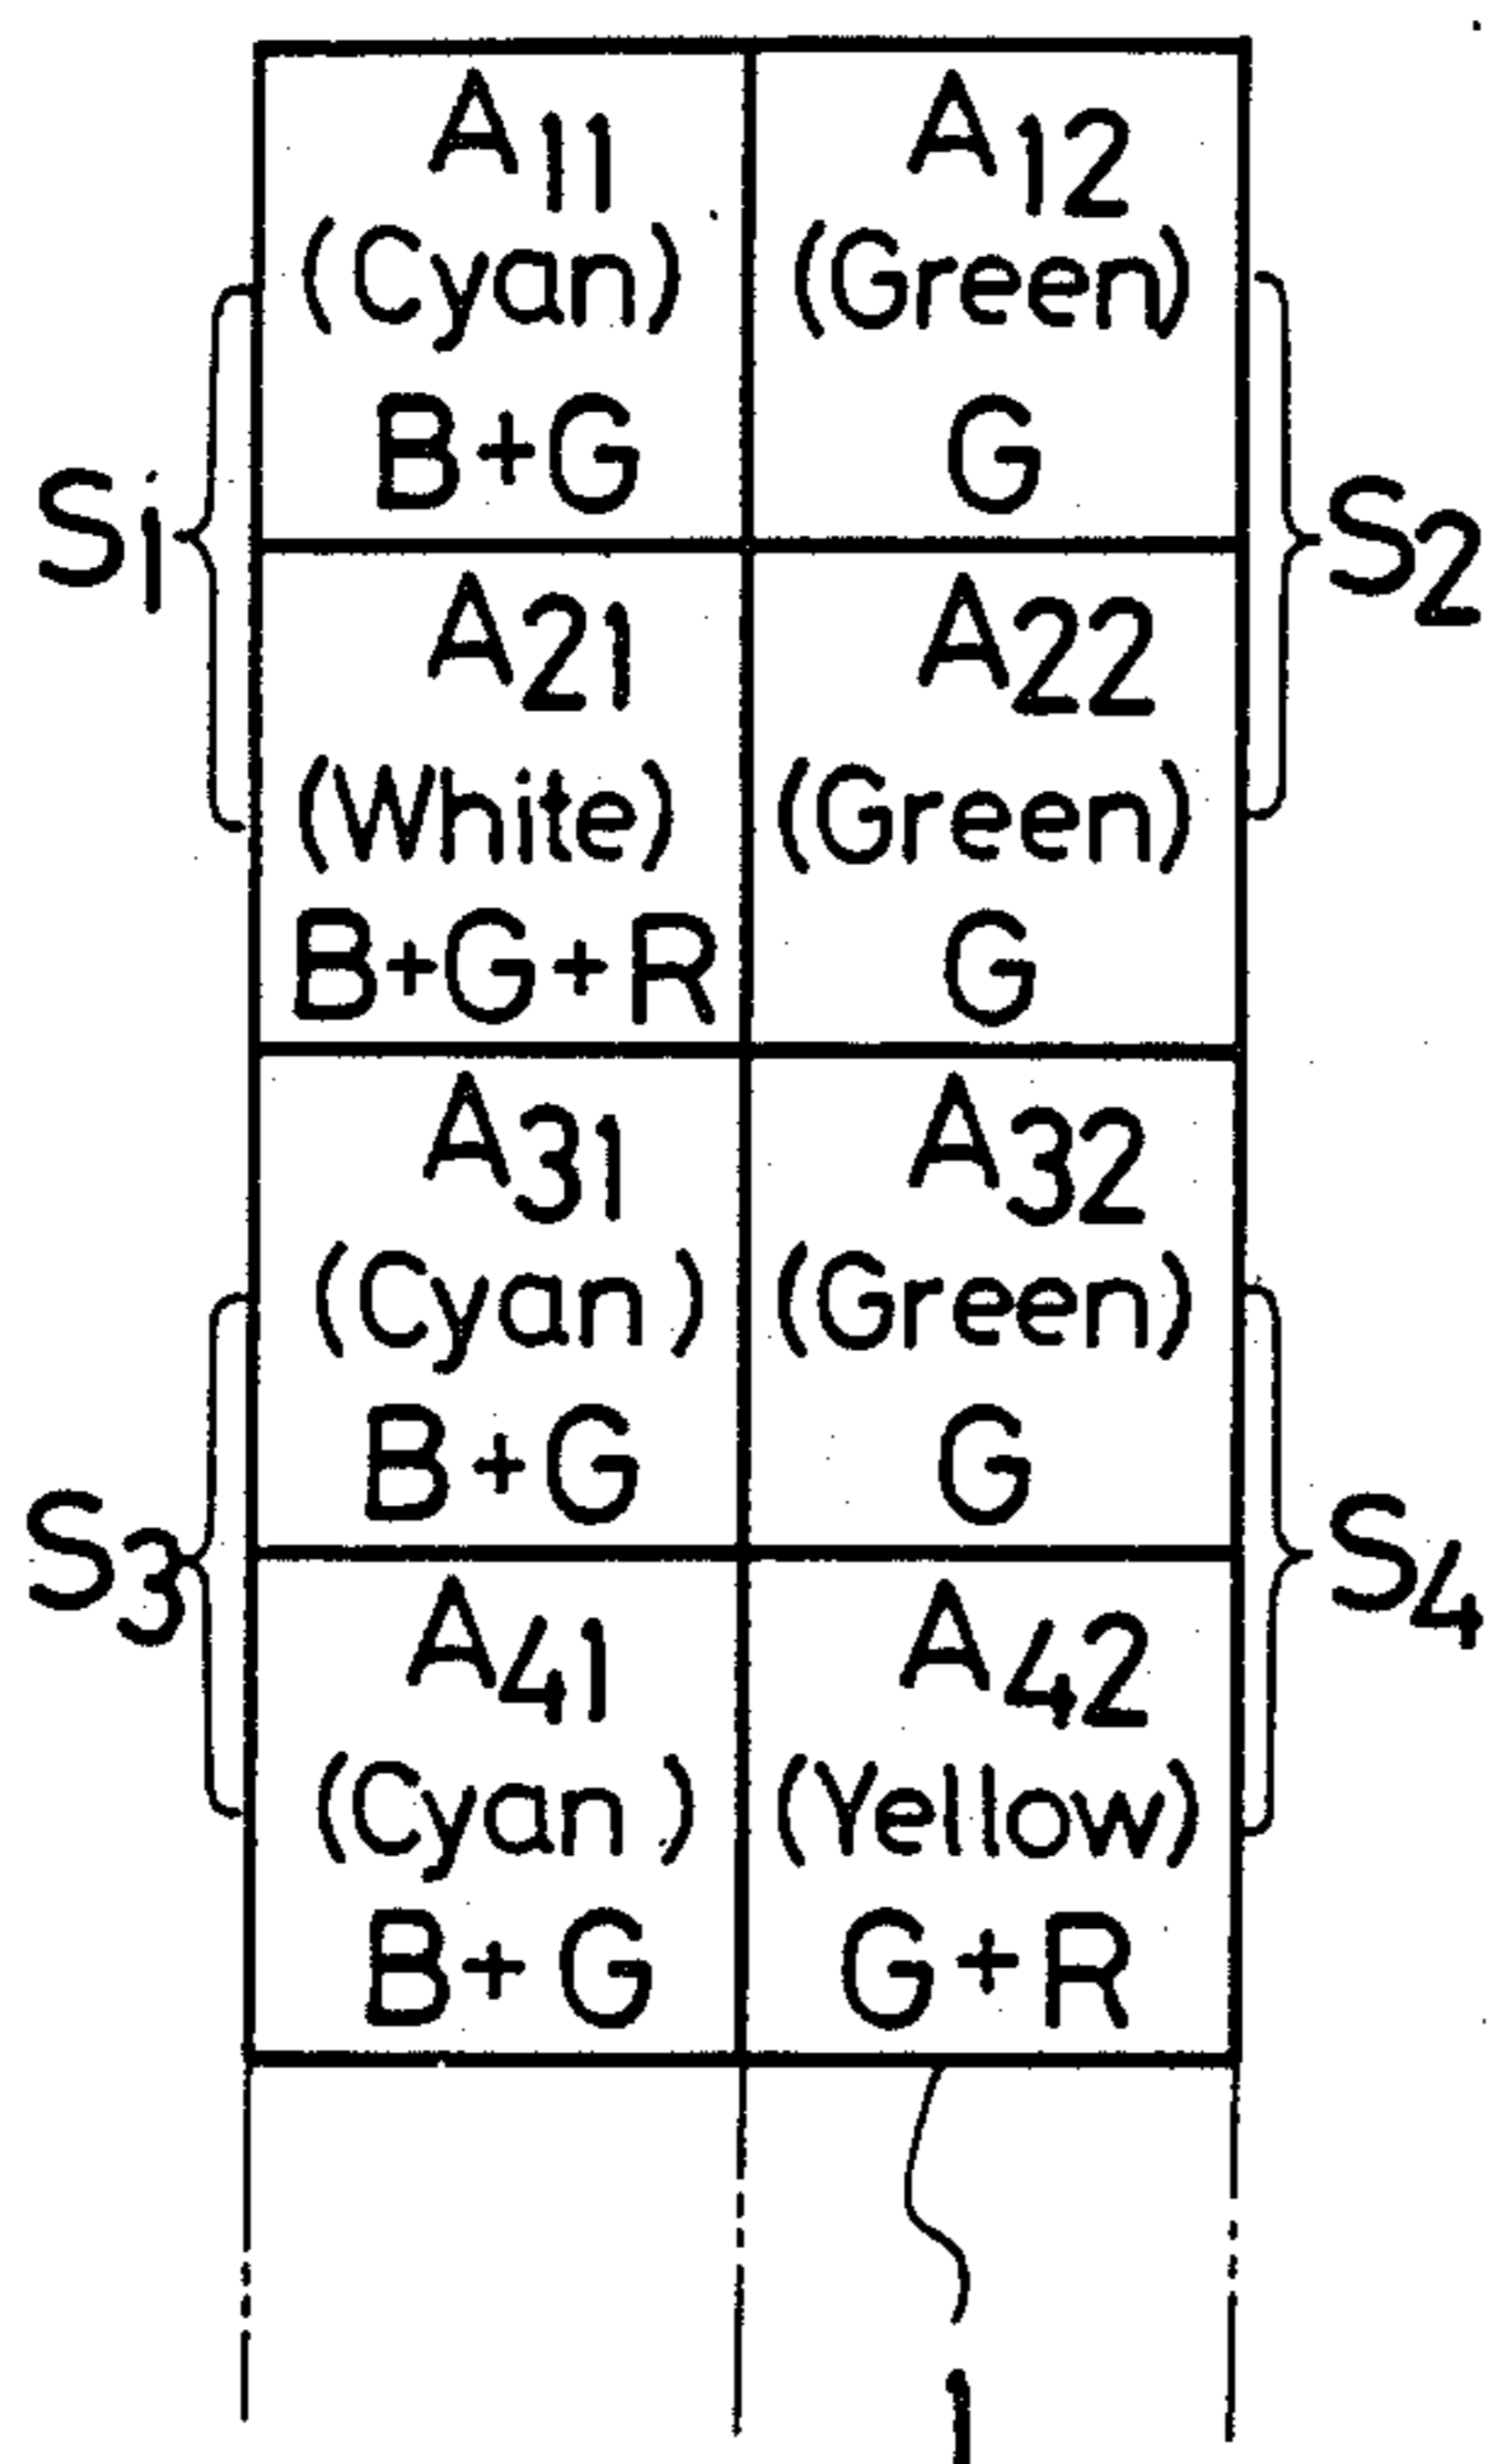 A11 A12
(Cyan) (Green)
B+G G
S1 S2
A21 A22
(White) (Green)
B+G+R G
A31 A32
(Cyan) (Green)
B+G G
S3 S4
A41 A42
(Cyan) (Yellow)
B+G G+R
1